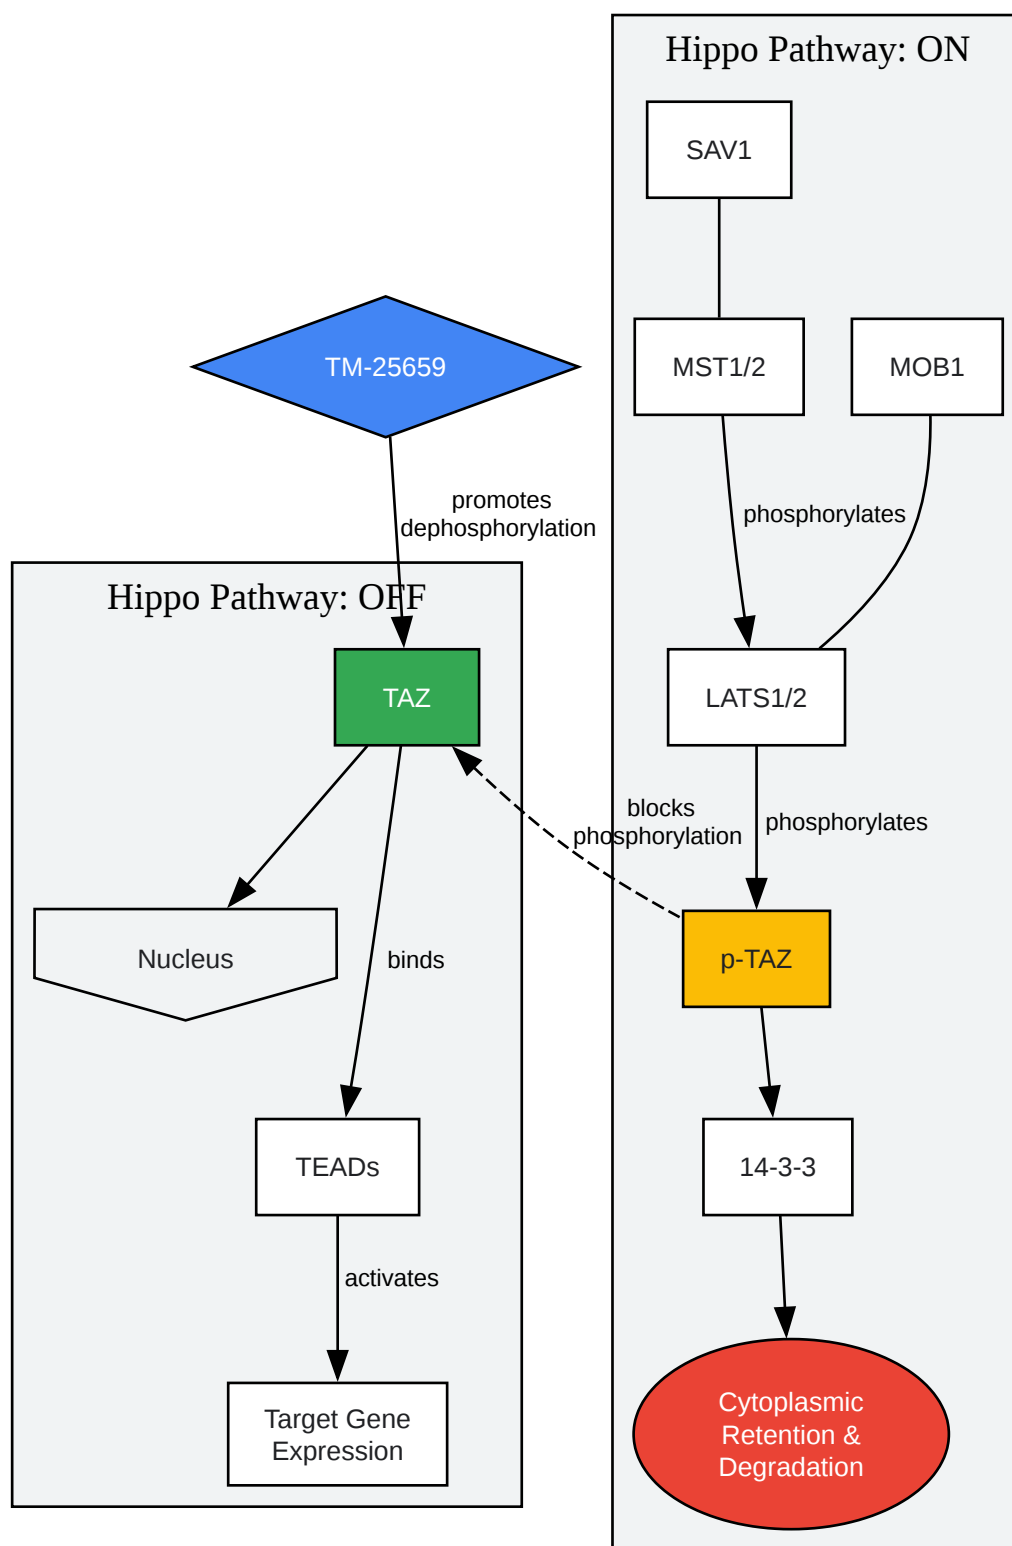 Hippo Pathway: ON
SAV1
TM-25659
MST1/2
MOB1
promotes
dephosphorylation
phosphorylates
Hippo Pathway: OFF
TAZ
LATS1/2
blocks
phosphorylation
phosphorylates
Nucleus
binds
p-TAZ
TEADs
14-3-3
activates
Target Gene
Expression
Cytoplasmic
Retention &
Degradation